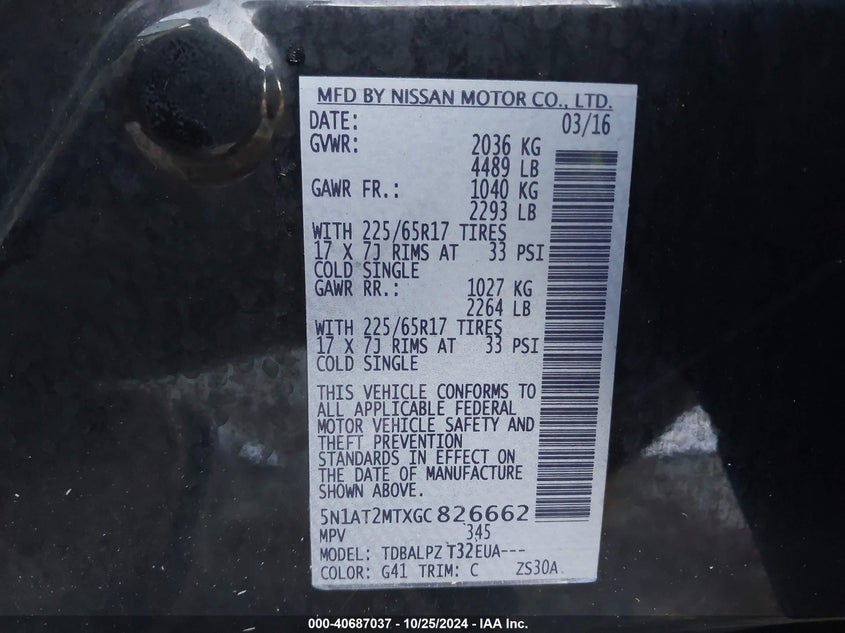 MFD BY NISSAN MOTOR CO., LTD.
DATE: 03/16
GVWR: 2036 KG
4489 LB
GAWR FR.: 1040 KG
2293 LB
WITH 225/65R17 TIRES
17 X 7J RIMS AT 33 PSI
COLD SINGLE
GAWR RR.: 1027 KG
2264 LB
WITH 225/65R17 TIRES
17 X 7J RIMS AT 33 PSI
COLD SINGLE
THIS VEHICLE CONFORMS TO
ALL APPLICABLE FEDERAL
MOTOR VEHICLE SAFETY AND
THEFT PREVENTION
STANDARDS IN EFFECT ON
THE DATE OF MANUFACTURE
SHOWN ABOVE.
5N1AT2MTXGC826662
MPV 345
MODEL: TDBALPZ T32EUA---
COLOR: G41 TRIM: C ZS30A
000-40687037 - 10/25/2024 - IAA Inc.